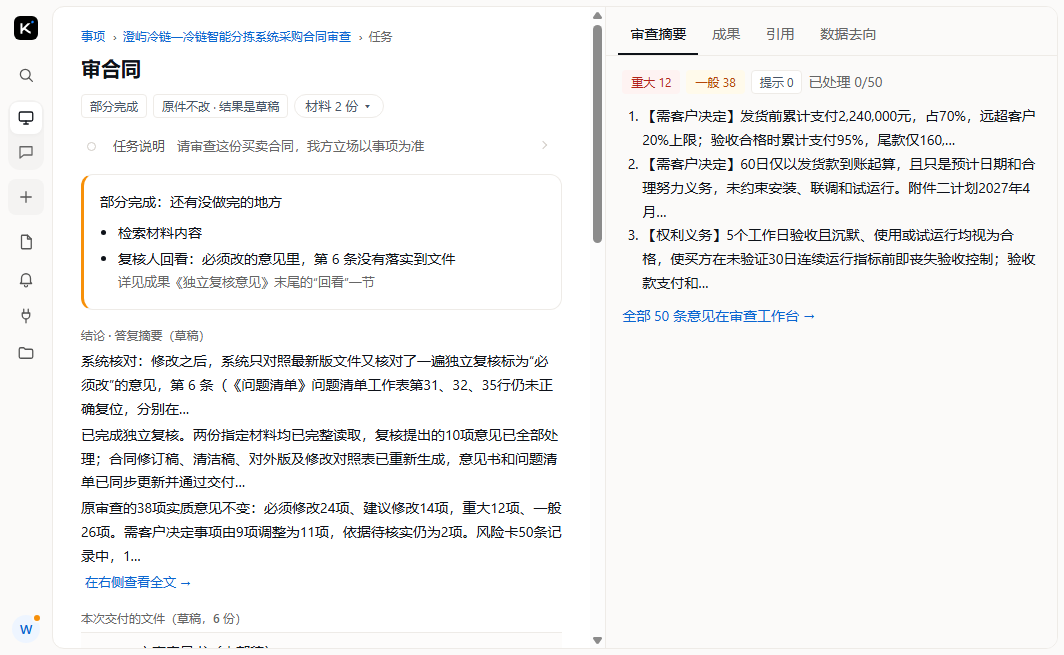 K
事项 › 澄屿冷链—冷链智能分拣系统采购合同审查 › 任务
审合同
部分完成 原件不改 · 结果是草稿 材料 2 份
任务说明 请审查这份买卖合同，我方立场以事项为准
部分完成：还有没做完的地方
• 检索材料内容
• 复核人回看：必须改的意见里，第 6 条没有落实到文件
详见成果《独立复核意见》末尾的"回看"一节
结论 · 答复摘要（草稿）
系统核对：修改之后，系统只对照最新版文件又核对了一遍独立复核标为"必
须改"的意见，第 6 条（《问题清单》问题清单工作表第31、32、35行仍未正
确复位，分别在...
已完成独立复核。两份指定材料均已完整读取，复核提出的10项意见已全部处
理；合同修订稿、清洁稿、对外版及修改对照表已重新生成，意见书和问题清
单已同步更新并通过交付...
原审查的38项实质意见不变：必须修改24项、建议修改14项，重大12项、一般
26项。需客户决定事项由9项调整为11项，依据待核实仍为2项。风险卡50条记
录中，1...
在右侧查看全文 →
本次交付的文件（草稿，6 份）
W
审查摘要 成果 引用 数据去向
重大 12 一般 38 提示 0 已处理 0/50
1. 【需客户决定】发货前累计支付2,240,000元，占70%，远超客户
20%上限；验收合格时累计支付95%，尾款仅160,...
2. 【需客户决定】60日仅以发货款到账起算，且只是预计日期和合
理努力义务，未约束安装、联调和试运行。附件二计划2027年4
月...
3. 【权利义务】5个工作日验收且沉默、使用或试运行均视为合
格，使买方在未验证30日连续运行指标前即丧失验收控制；验收
款支付和...
全部 50 条意见在审查工作台 →